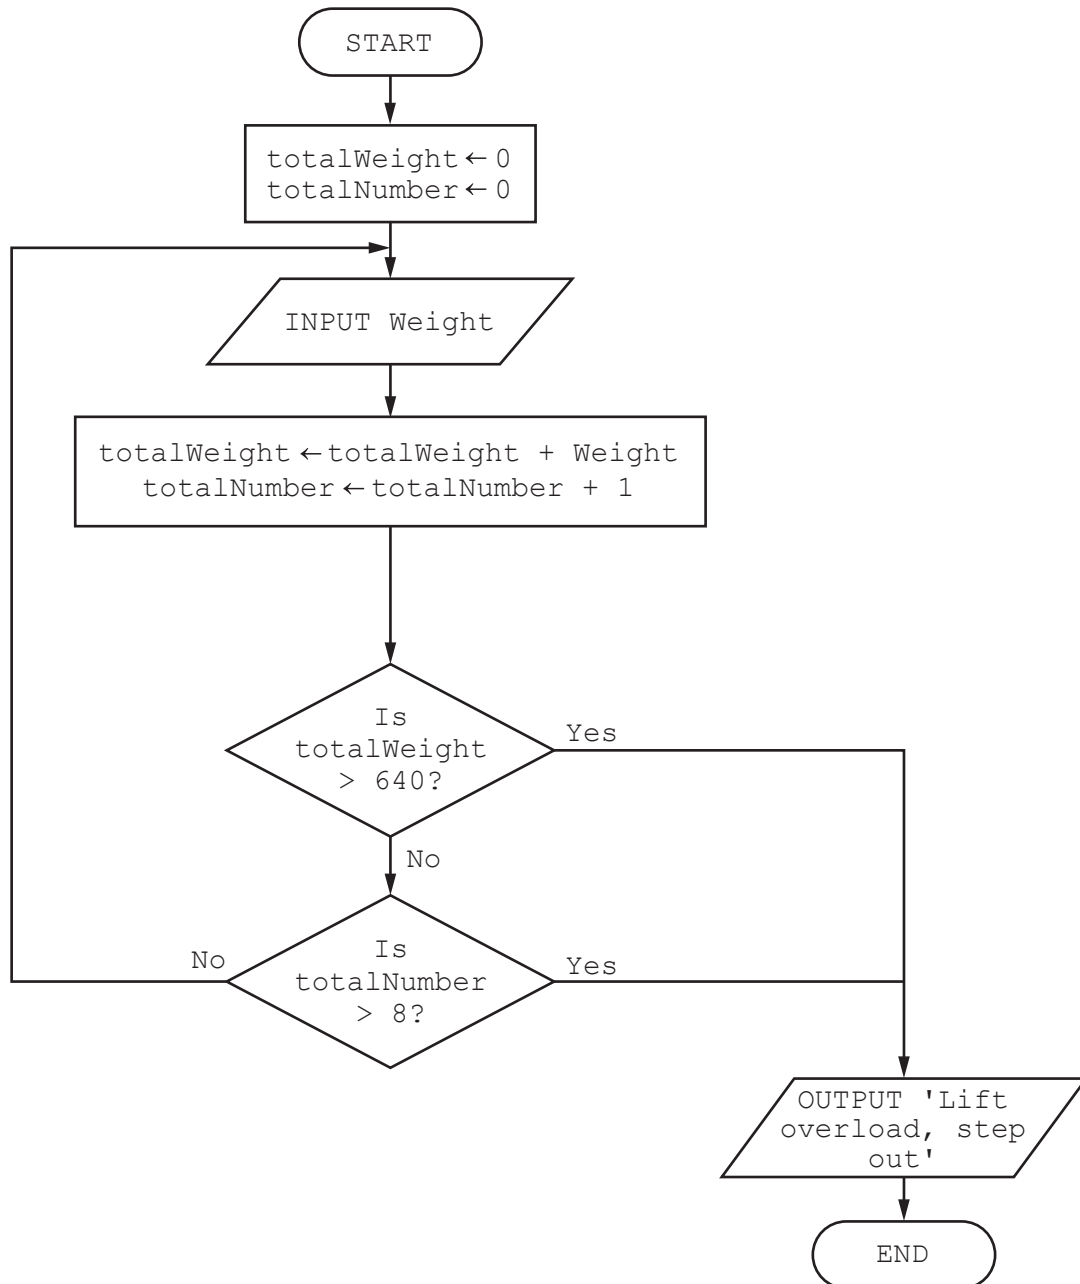 START
totalWeight ← 0
totalNumber ← 0
INPUT Weight
totalWeight ← totalWeight + Weight
totalNumber ← totalNumber + 1
Is
totalWeight
> 640?
Yes
No
Is
totalNumber
> 8?
No
Yes
OUTPUT 'Lift
overload, step
out'
END